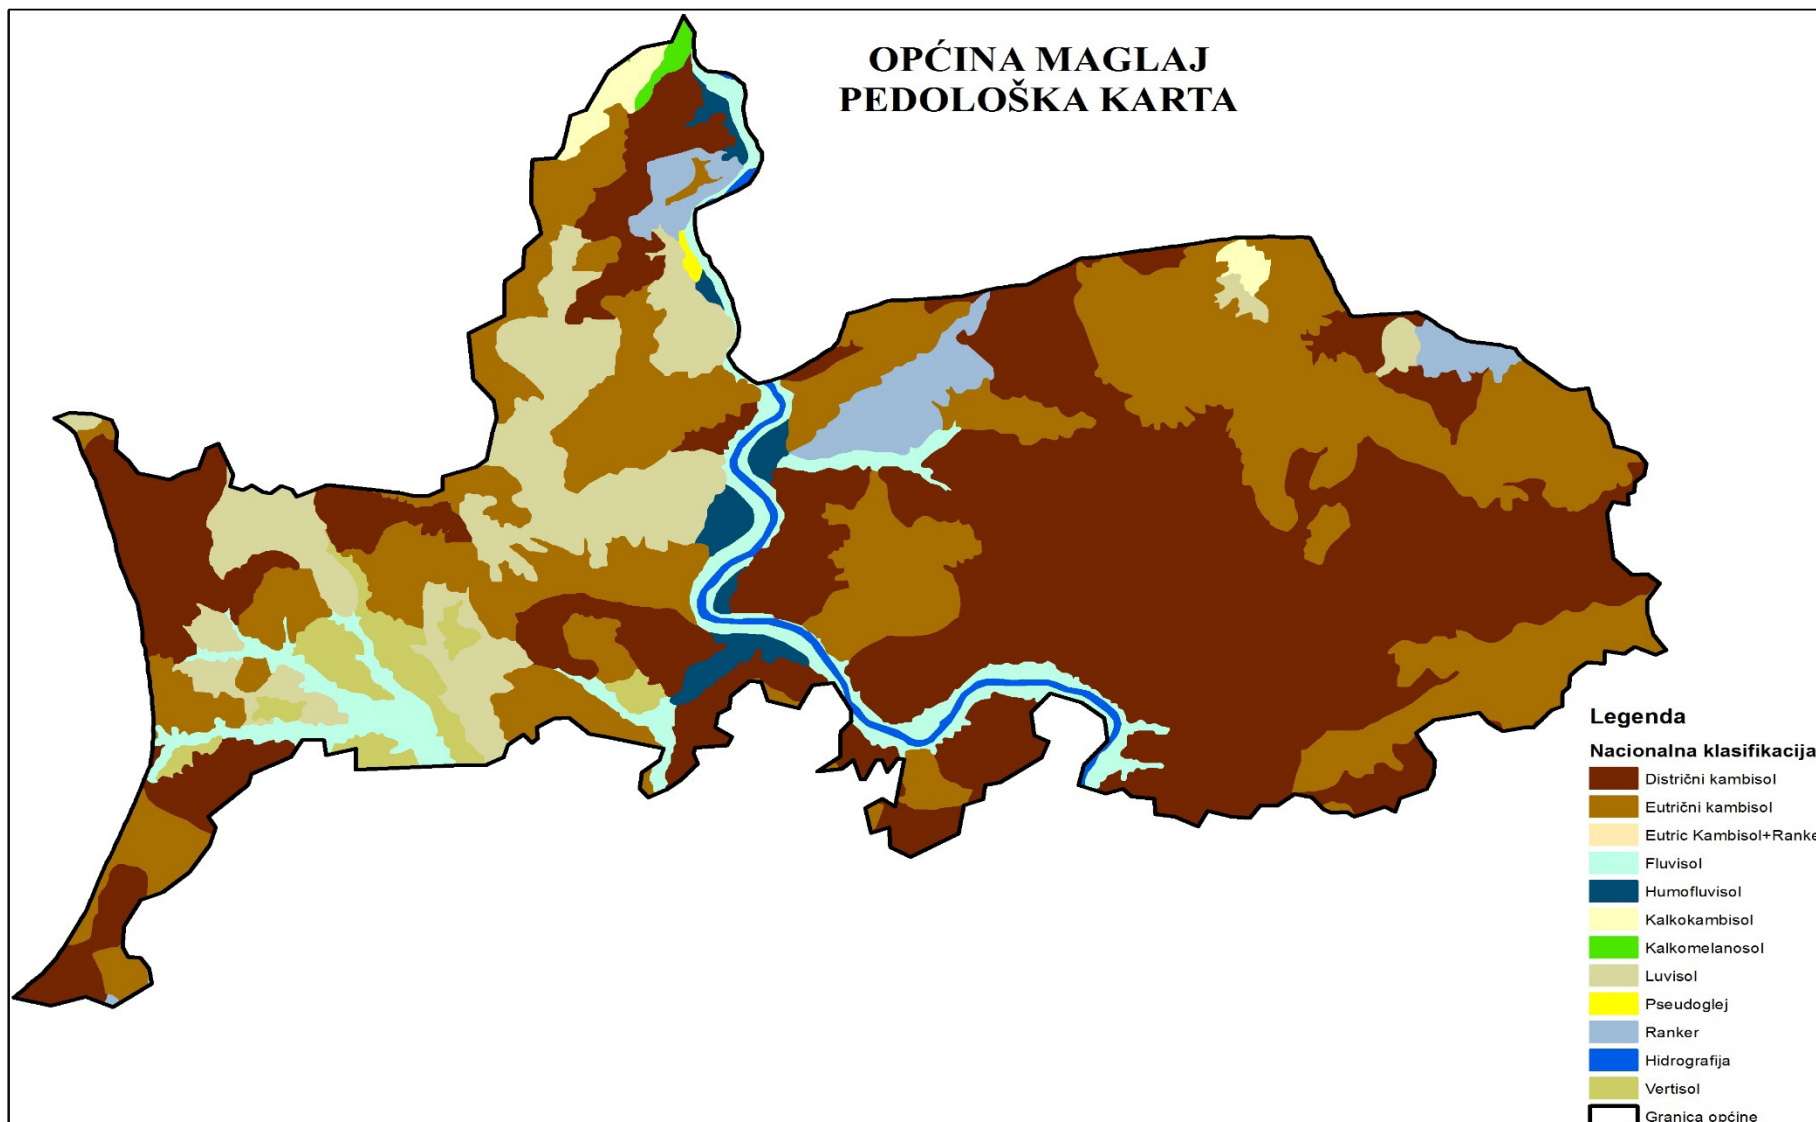 OPĆINA MAGLAJ
PEDOLOŠKA KARTA
Legenda
Nacionalna klasifikacija
Districni kambisol
Eutrični kambisol
Eutric Kambisol+Ranke
Fluvisol
Humofluvisol
Kalkokambisol
Kalkomelanosol
Luvisol
Pseudoglej
Ranker
Hidrografija
Vertisol
Granica općine